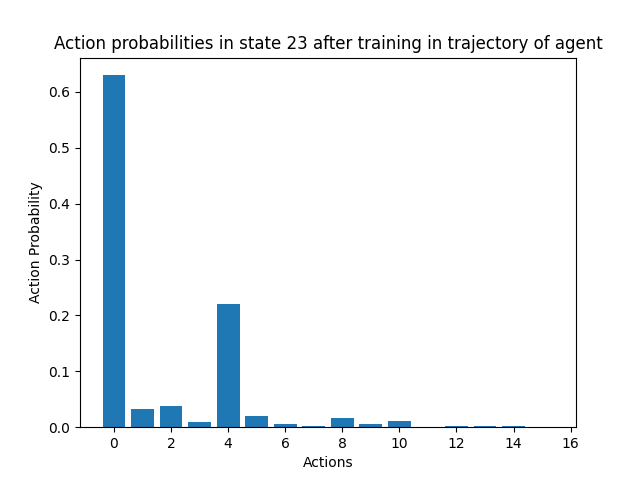 Action probabilities in state 23 after training in trajectory of agent
0.6
0.5
0.4
0.3
0.2
0.1
0.0
Action Probability
0 2 4 6 8 10 12 14 16
Actions